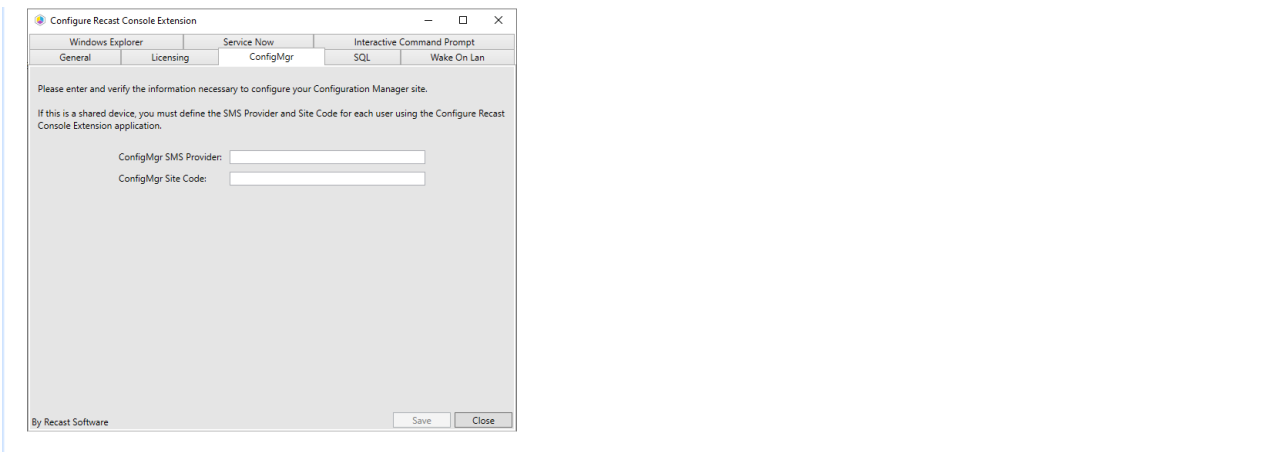 Configure Recast Console Extension
Windows Explorer
Service Now
Interactive Command Prompt
General
Licensing
ConfigMgr
SQL
Wake On Lan
Please enter and verify the information necessary to configure your Configuration Manager site.
If this is a shared device, you must define the SMS Provider and Site Code for each user using the Configure Recast
Console Extension application.
ConfigMgr SMS Provider:
ConfigMgr Site Code:
By Recast Software
Save
Close